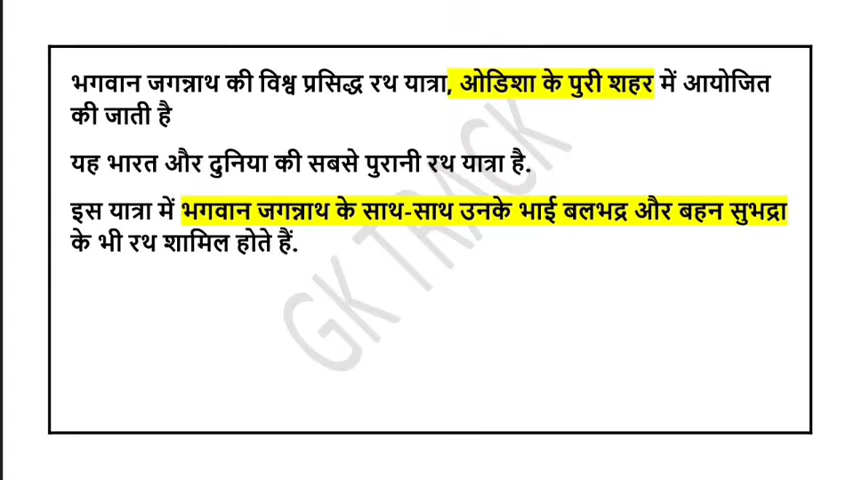 भगवान जगन्नाथ की विश्व प्रसिद्ध रथ यात्रा, ओडिशा के पुरी शहर में आयोजित
की जाती है
यह भारत और दुनिया की सबसे पुरानी रथ यात्रा है.
इस यात्रा में भगवान जगन्नाथ के साथ-साथ उनके भाई बलभद्र और बहन सुभद्रा
के भी रथ शामिल होते हैं.
GK TRACK